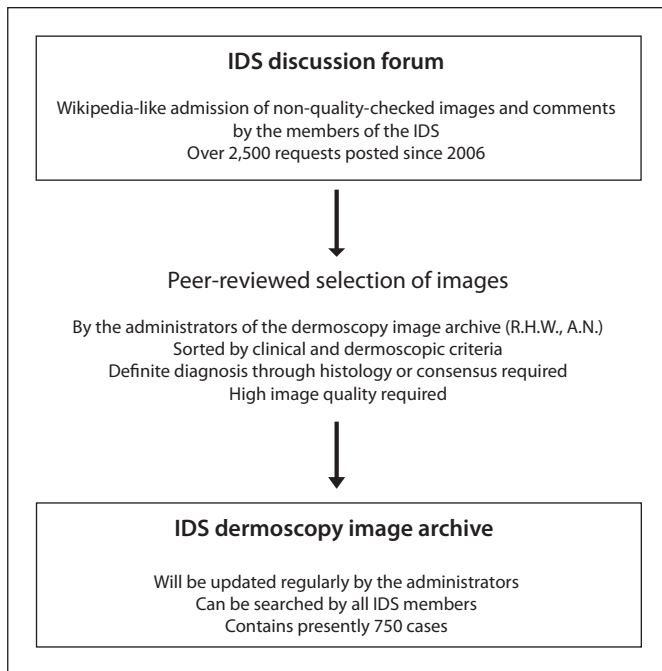 IDS discussion forum
Wikipedia-like admission of non-quality-checked images and comments
by the members of the IDS
Over 2,500 requests posted since 2006
Peer-reviewed selection of images
By the administrators of the dermoscopy image archive (R.H.W., A.N.)
Sorted by clinical and dermoscopic criteria
Definite diagnosis through histology or consensus required
High image quality required
IDS dermoscopy image archive
Will be updated regularly by the administrators
Can be searched by all IDS members
Contains presently 750 cases